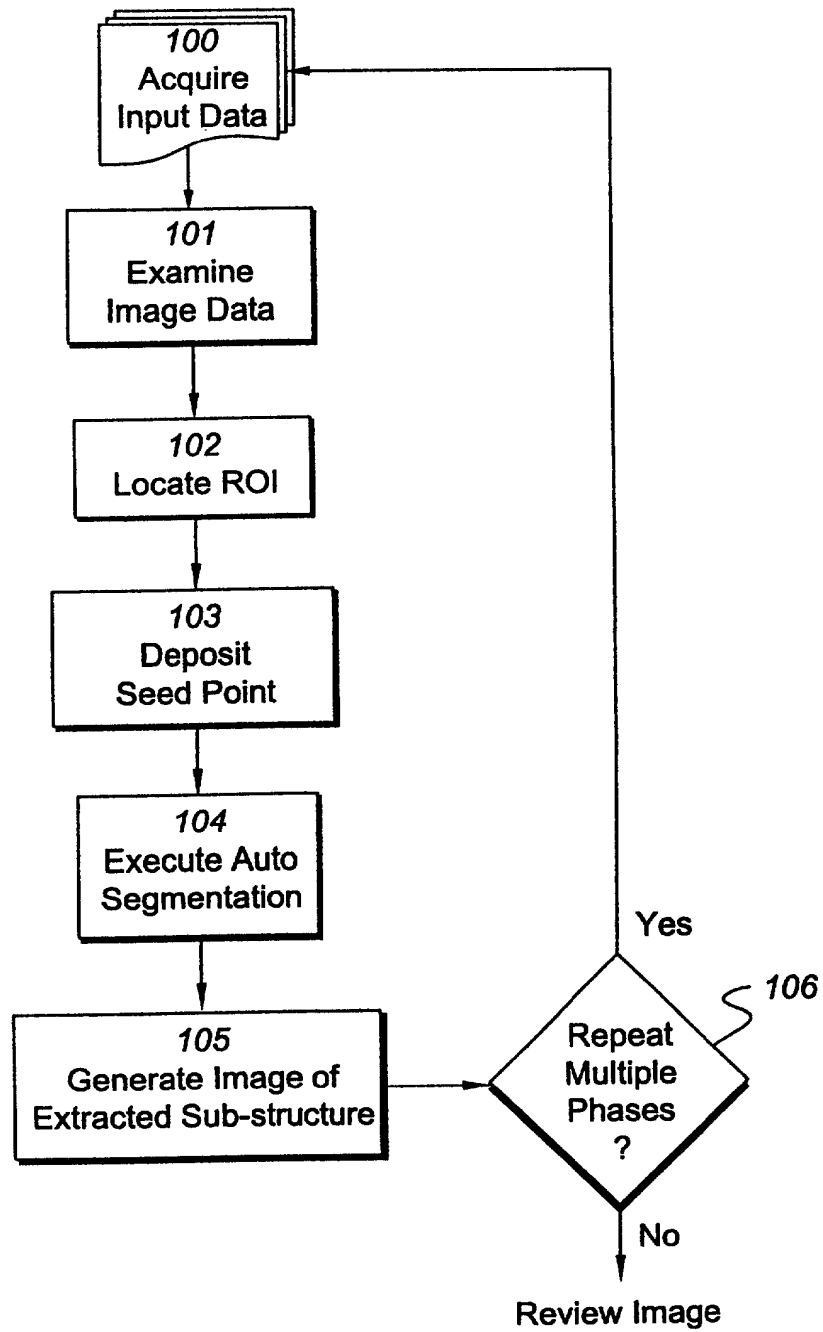 100
Acquire
Input Data
101
Examine
Image Data
102
Locate ROI
103
Deposit
Seed Point
104
Execute Auto
Segmentation
105
Generate Image of
Extracted Sub-structure
Yes
106
Repeat
Multiple
Phases
?
No
Review Image